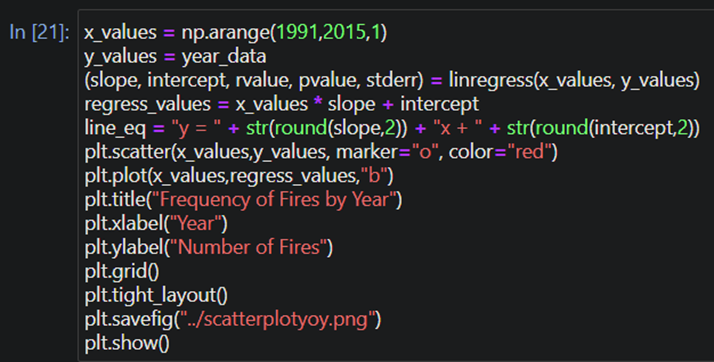 In [21]: x_values = np.arange(1991,2015,1)
y_values = year_data
(slope, intercept, rvalue, pvalue, stderr) = linregress(x_values, y_values)
regress_values = x_values * slope + intercept
line_eq = "y = " + str(round(slope,2)) + "x + " + str(round(intercept,2))
plt.scatter(x_values,y_values, marker="o", color="red")
plt.plot(x_values,regress_values,"b")
plt.title("Frequency of Fires by Year")
plt.xlabel("Year")
plt.ylabel("Number of Fires")
plt.grid()
plt.tight_layout()
plt.savefig("../scatterplotyoy.png")
plt.show()